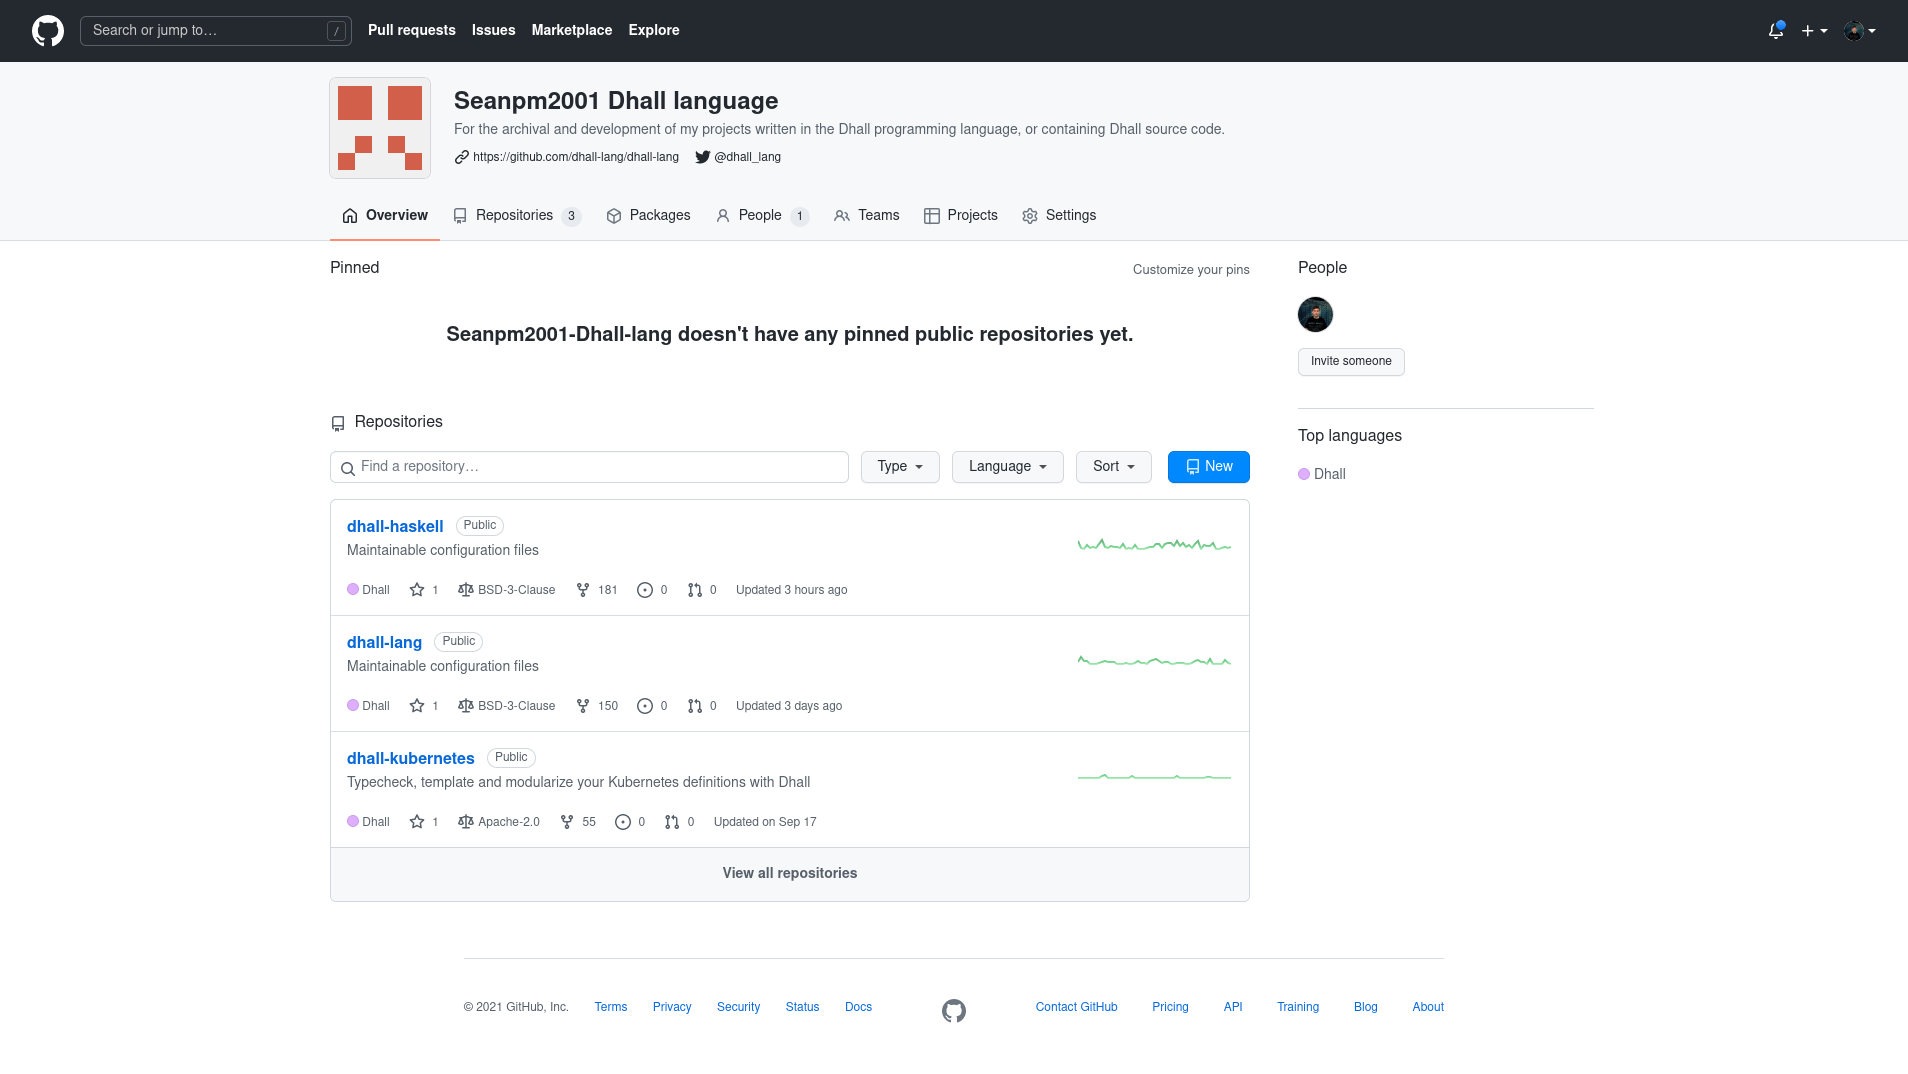 Search or jump to… / Pull requests Issues Marketplace Explore
Seanpm2001 Dhall language
For the archival and development of my projects written in the Dhall programming language, or containing Dhall source code.
https://github.com/dhall-lang/dhall-lang @dhall_lang
Overview Repositories 3 Packages People 1 Teams Projects Settings
Pinned Customize your pins
Seanpm2001-Dhall-lang doesn't have any pinned public repositories yet.
Repositories
Find a repository… Type Language Sort New
dhall-haskell Public
Maintainable configuration files
Dhall 1 BSD-3-Clause 181 0 0 Updated 3 hours ago
dhall-lang Public
Maintainable configuration files
Dhall 1 BSD-3-Clause 150 0 0 Updated 3 days ago
dhall-kubernetes Public
Typecheck, template and modularize your Kubernetes definitions with Dhall
Dhall 1 Apache-2.0 55 0 0 Updated on Sep 17
View all repositories
People
Invite someone
Top languages
Dhall
© 2021 GitHub, Inc. Terms Privacy Security Status Docs Contact GitHub Pricing API Training Blog About